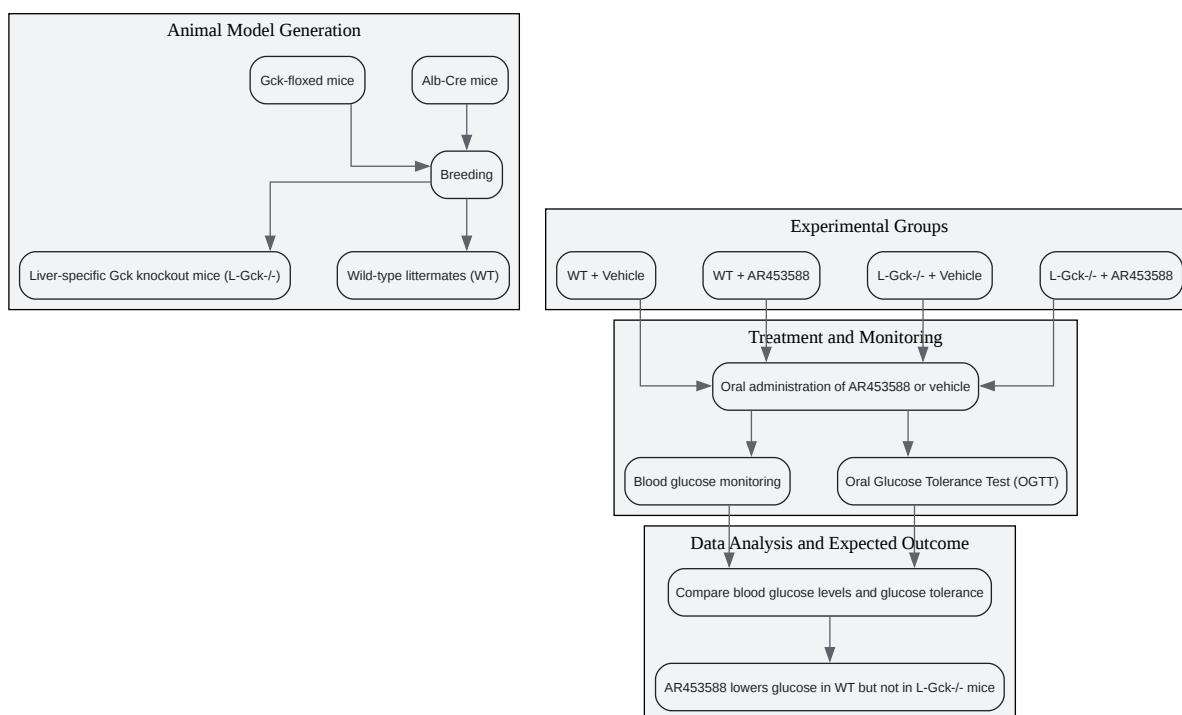 Animal Model Generation
Gck-floxed mice
Alb-Cre mice
Breeding
Liver-specific Gck knockout mice (L-Gck-/-)
Wild-type littermates (WT)
Experimental Groups
WT + Vehicle
WT + AR453588
L-Gck-/- + Vehicle
L-Gck-/- + AR453588
Treatment and Monitoring
Oral administration of AR453588 or vehicle
Blood glucose monitoring
Oral Glucose Tolerance Test (OGTT)
Data Analysis and Expected Outcome
Compare blood glucose levels and glucose tolerance
AR453588 lowers glucose in WT but not in L-Gck-/- mice